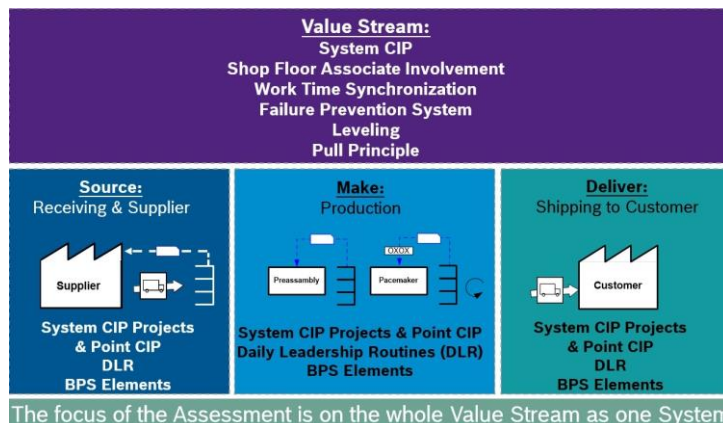 Value Stream:
System CIP
Shop Floor Associate Involvement
Work Time Synchronization
Failure Prevention System
Leveling
Pull Principle
Source:
Receiving & Supplier
Supplier
System CIP Projects
& Point CIP
DLR
BPS Elements
Make:
Production
OXOX
Preassambly
Pacemaker
System CIP Projects & Point CIP
Daily Leadership Routines (DLR)
BPS Elements
Deliver:
Shipping to Customer
Customer
System CIP Projects
& Point CIP
DLR
BPS Elements
The focus of the Assessment is on the whole Value Stream as one System